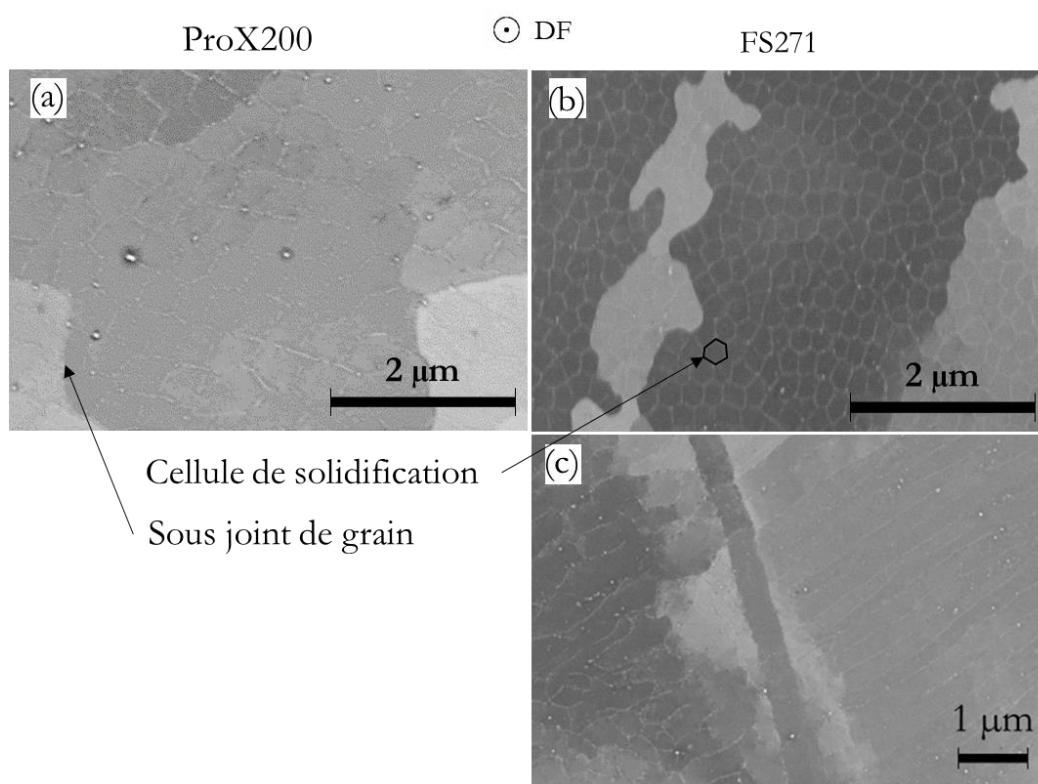 ProX200
DF
FS271
(a)
(b)
2 µm
2 µm
Cellule de solidification
(c)
Sous joint de grain
1 µm